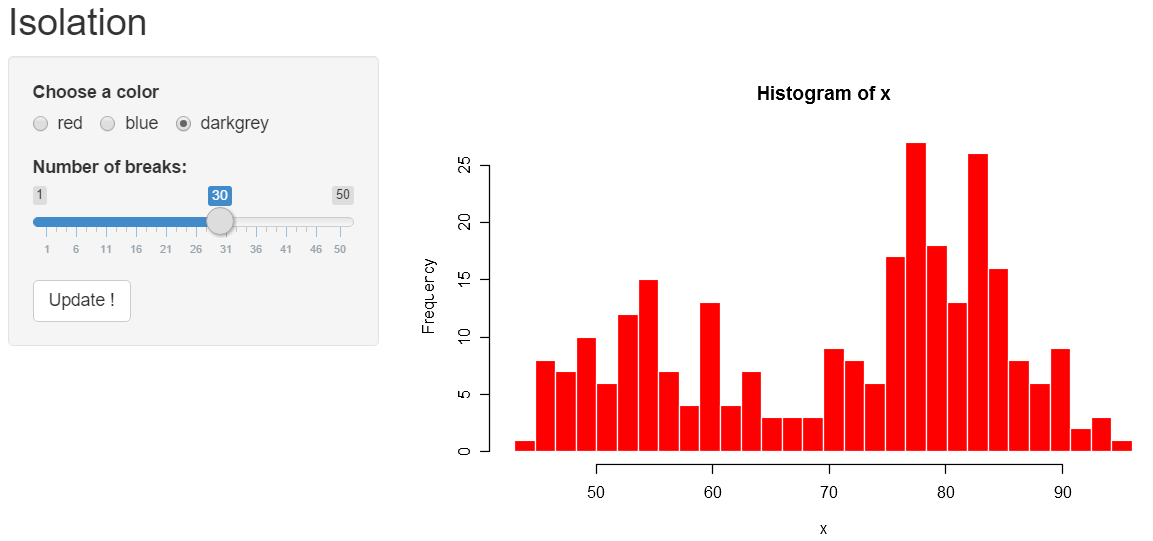 Isolation
Choose a color
red blue darkgrey
Number of breaks:
1 30 50
1 6 11 16 21 26 31 36 41 46 50
Update !
Histogram of x
Frequency
25
20
15
10
5
0
50 60 70 80 90
x